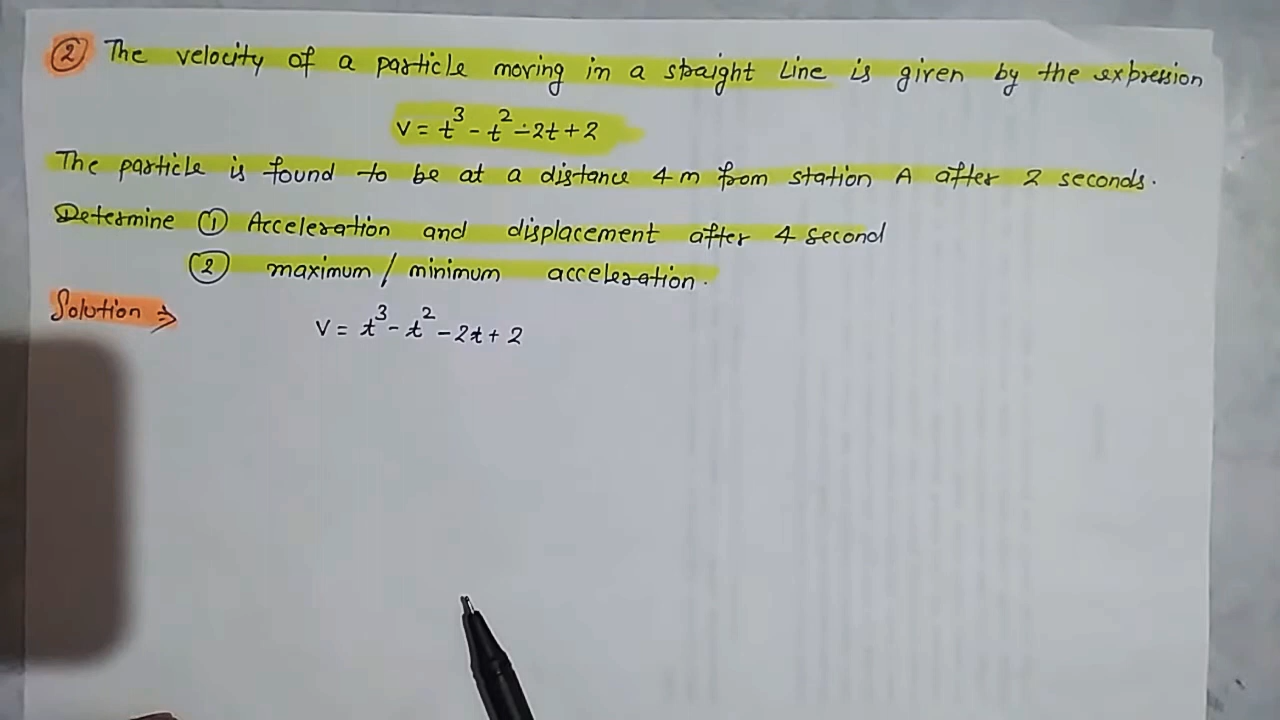 ② The velocity of a particle moving in a straight Line is given by the expression
V = t³ - t² - 2t + 2
The particle is found to be at a distance 4 m from station A after 2 seconds.
Determine ① Acceleration and displacement after 4 second
② maximum / minimum acceleration.
Solution ⇒ V = t³ - t² - 2t + 2